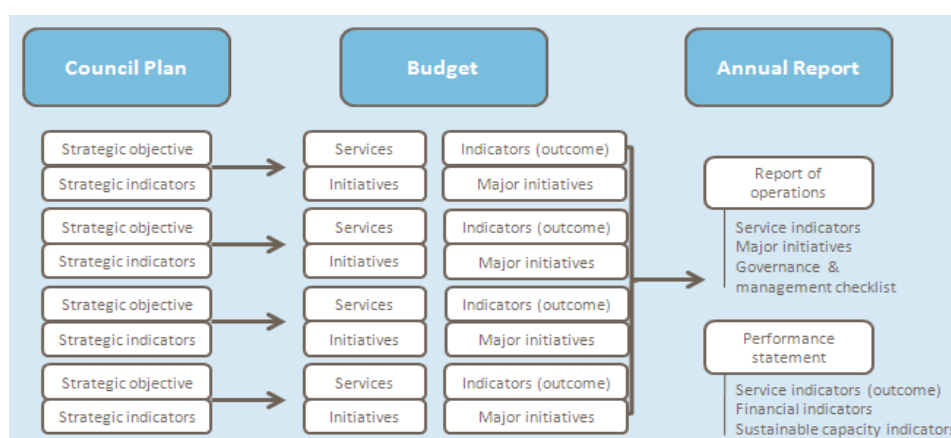 Council Plan
Budget
Annual Report
Strategic objective
Strategic indicators
Services
Initiatives
Indicators (outcome)
Major initiatives
Strategic objective
Strategic indicators
Services
Initiatives
Indicators (outcome)
Major initiatives
Strategic objective
Strategic indicators
Services
Initiatives
Indicators (outcome)
Major initiatives
Strategic objective
Strategic indicators
Services
Initiatives
Indicators (outcome)
Major initiatives
Report of
operations
Service indicators
Major initiatives
Governance &
management checklist
Performance
statement
Service indicators (outcome)
Financial indicators
Sustainable capacity indicator